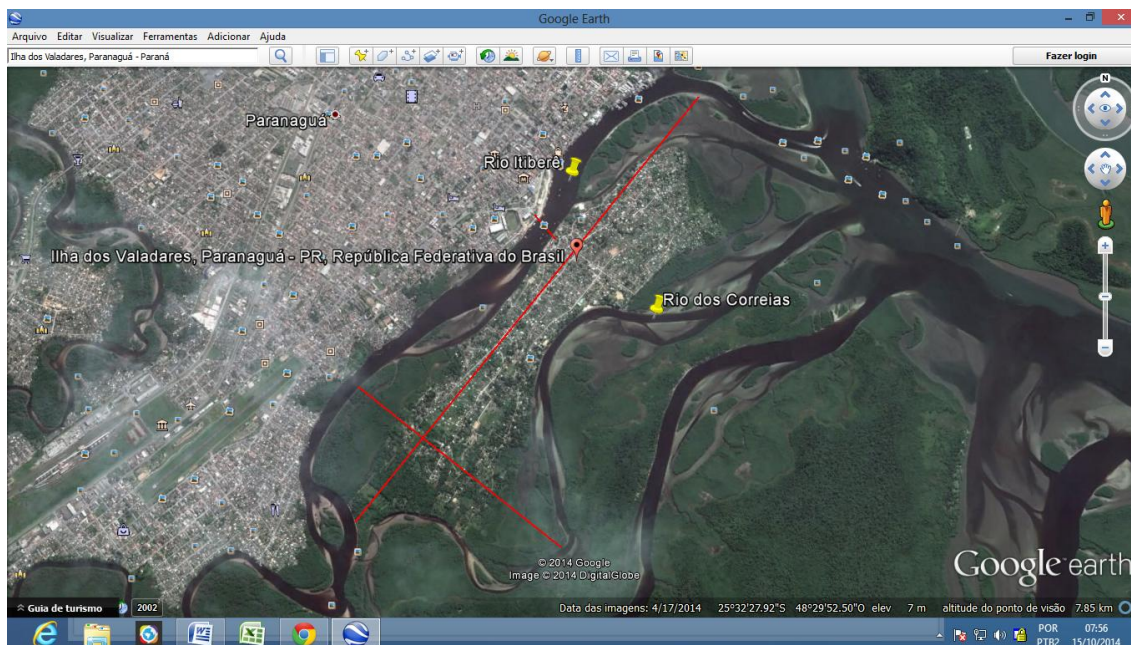 Google Earth
Arquivo Editar Visualizar Ferramentas Adicionar Ajuda
Ilha dos Valadares, Paranaguá - Paraná
Fazer login
N
Paranaguá
Rio Itiberê
Ilha dos Valadares, Paranaguá - PR, República Federativa do Brasil
Rio dos Correias
© 2014 Google
Image © 2014 DigitalGlobe
Google earth
Guia de turismo
2002
Data das imagens: 4/17/2014 25°32'27.92"S 48°29'52.50"O elev 7 m altitude do ponto de visão 7.85 km
POR
PTB2
07:56
15/10/2014